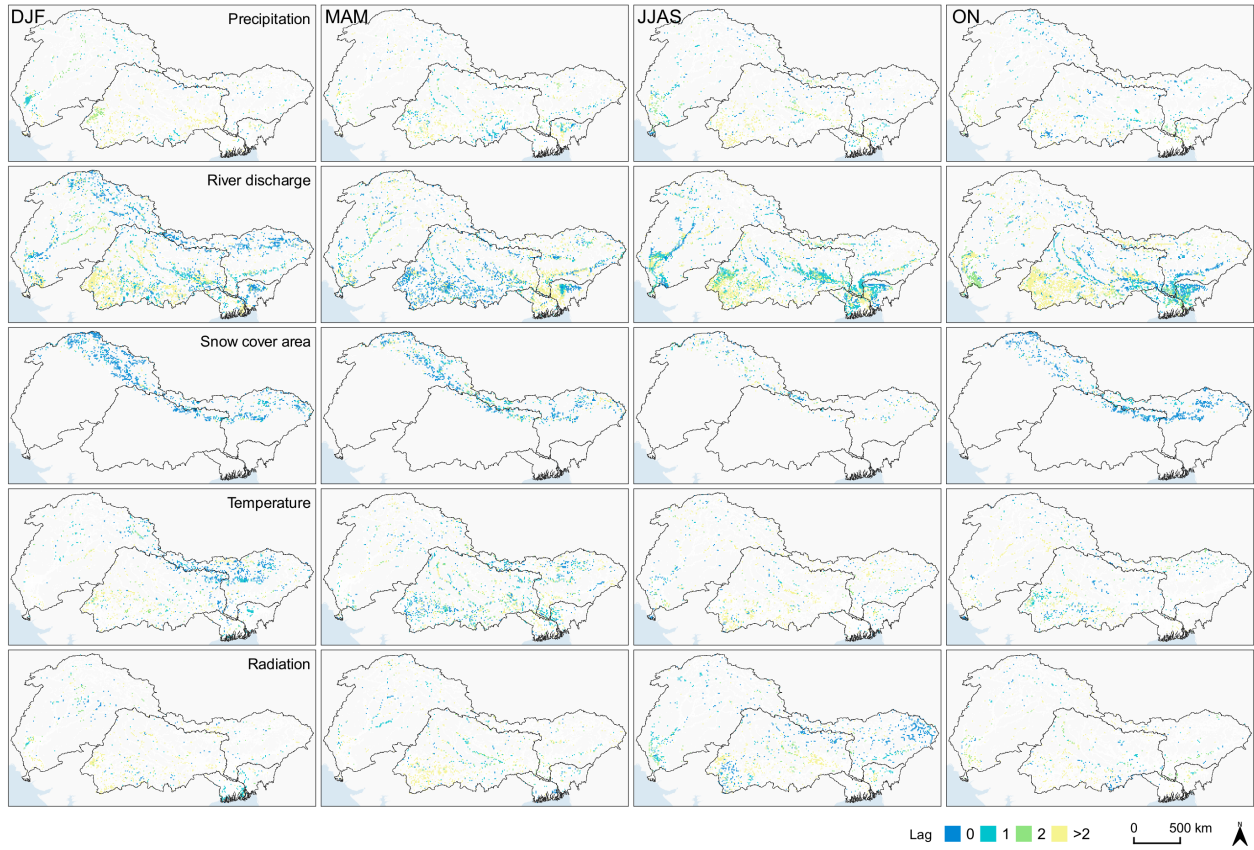 DJF Precipitation MAM JJAS ON
River discharge
Snow cover area
Temperature
Radiation
Lag 0 1 2 >2 0 500 km N